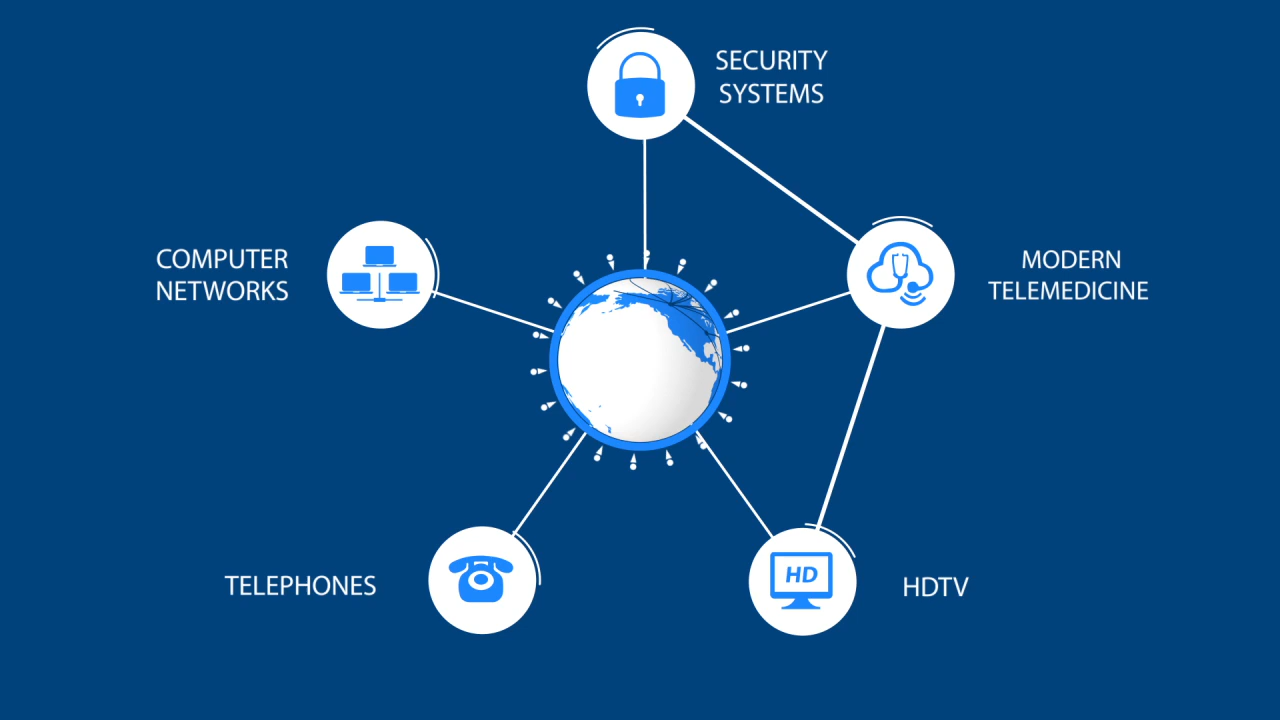 SECURITY
SYSTEMS
COMPUTER
NETWORKS
MODERN
TELEMEDICINE
TELEPHONES
HD
HDTV